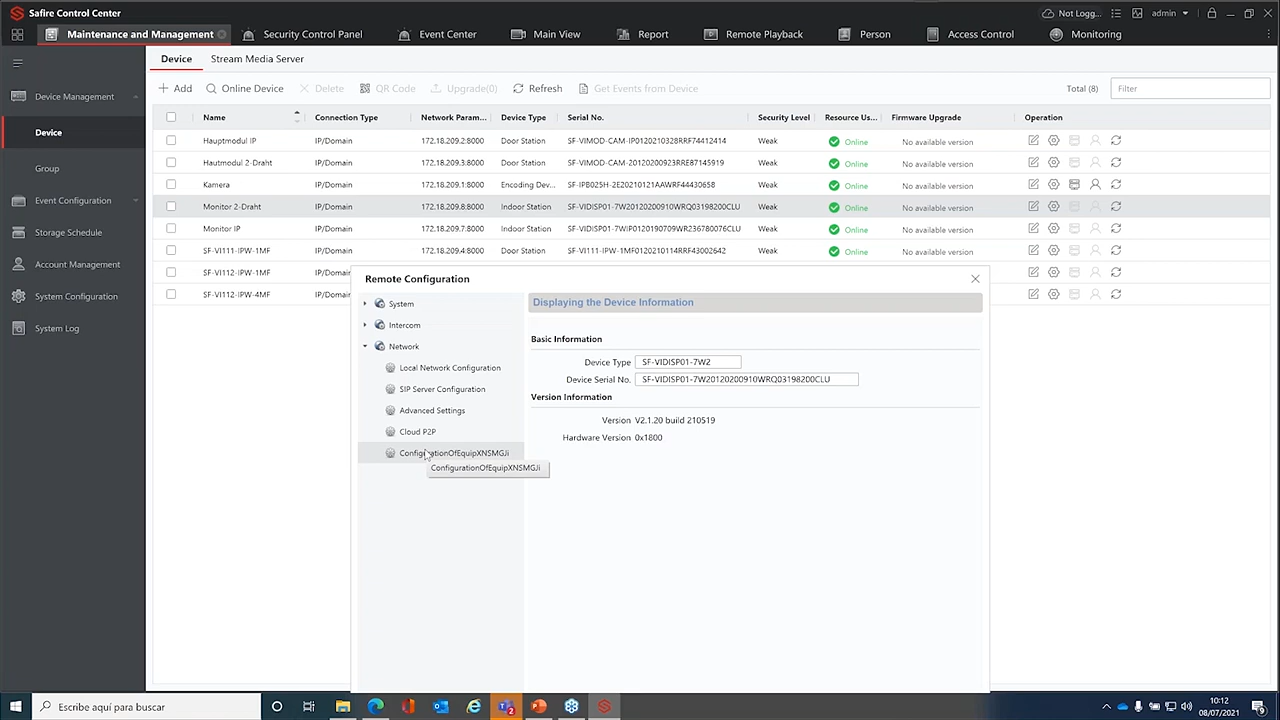 Safire Control Center
Not Logg...
admin
Maintenance and Management
Security Control Panel
Event Center
Main View
Report
Remote Playback
Person
Access Control
Monitoring
Device Management
Device
Group
Event Configuration
Storage Schedule
Account Management
System Configuration
System Log
Device
Stream Media Server
Add
Online Device
Delete
QR Code
Upgrade(0)
Refresh
Get Events from Device
Total (8)
Filter
Name Connection Type Network Param... Device Type Serial No. Security Level Resource Us... Firmware Upgrade Operation
Hauptmodul IP IP/Domain 172.18.209.2:8000 Door Station SF-VIMOD-CAM-IP0120210328RRF74412414 Weak Online No available version
Hautmodul 2-Draht IP/Domain 172.18.209.3:8000 Door Station SF-VIMOD-CAM-20120200923RRE87145919 Weak Online No available version
Kamera IP/Domain 172.18.209.1:8000 Encoding Dev... SF-IPB025H-2E20210121AAWRF44430658 Weak Online No available version
Monitor 2-Draht IP/Domain 172.18.209.8:8000 Indoor Station SF-VIDISP01-7W20120200910WRQ03198200CLU Weak Online No available version
Monitor IP IP/Domain 172.18.209.7:8000 Indoor Station SF-VIDISP01-7WIP0120190709WR236780076CLU Weak Online No available version
SF-VI111-IPW-1MF IP/Domain 172.18.209.4:8000 Door Station SF-VI111-IPW-1MF0120210114RRF43002642 Weak Online No available version
SF-VI112-IPW-1MF IP/Domain
SF-VI112-IPW-4MF IP/Domain
Remote Configuration
System
Intercom
Network
Local Network Configuration
SIP Server Configuration
Advanced Settings
Cloud P2P
ConfigurationOfEquipXNSMGJi
ConfigurationOfEquipXNSMGJi
Displaying the Device Information
Basic Information
Device Type SF-VIDISP01-7W2
Device Serial No. SF-VIDISP01-7W20120200910WRQ03198200CLU
Version Information
Version V2.1.20 build 210519
Hardware Version 0x1800
Escribe aquí para buscar
10:12
08/07/2021